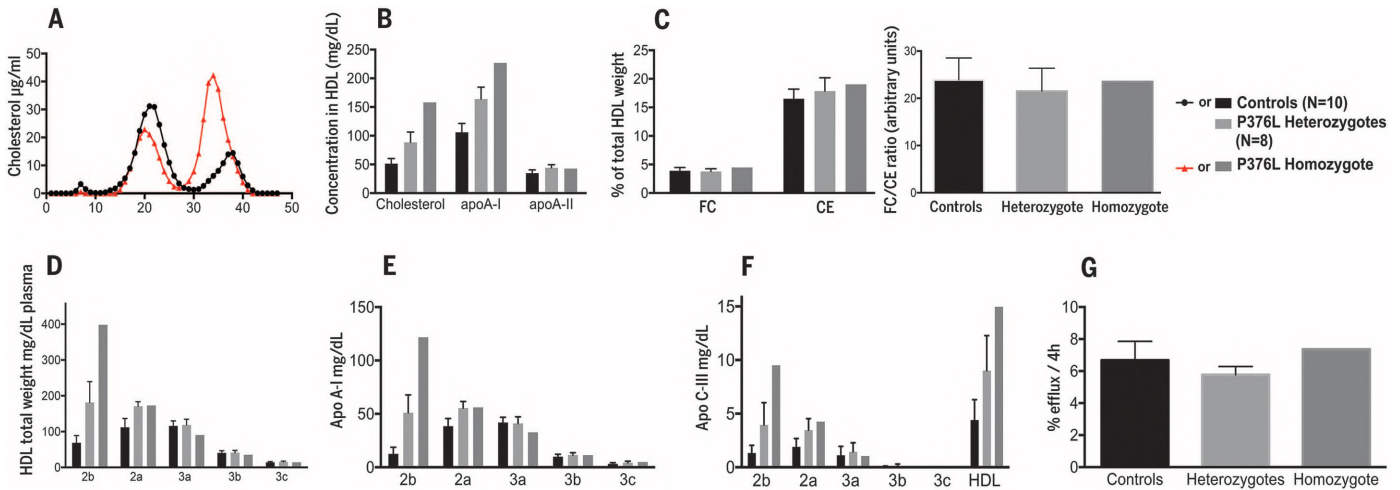 A
Cholesterol µg/ml
50
40
30
20
10
0
0 10 20 30 40 50
B
Concentration in HDL (mg/dL)
250
200
150
100
50
0
Cholesterol apoA-I apoA-II
C
% of total HDL weight
25
20
15
10
5
0
FC CE
FC/CE ratio (arbitrary units)
30
20
10
0
Controls Heterozygote Homozygote
or Controls (N=10)
P376L Heterozygotes
(N=8)
or P376L Homozygote
D
HDL total weight mg/dL plasma
400
300
200
100
0
2b 2a 3a 3b 3c
E
Apo A-I mg/dL
150
100
50
0
2b 2a 3a 3b 3c
F
Apo C-III mg/dL
15
10
5
0
2b 2a 3a 3b 3c HDL
G
% efflux / 4h
10
8
6
4
2
0
Controls Heterozygotes Homozygote